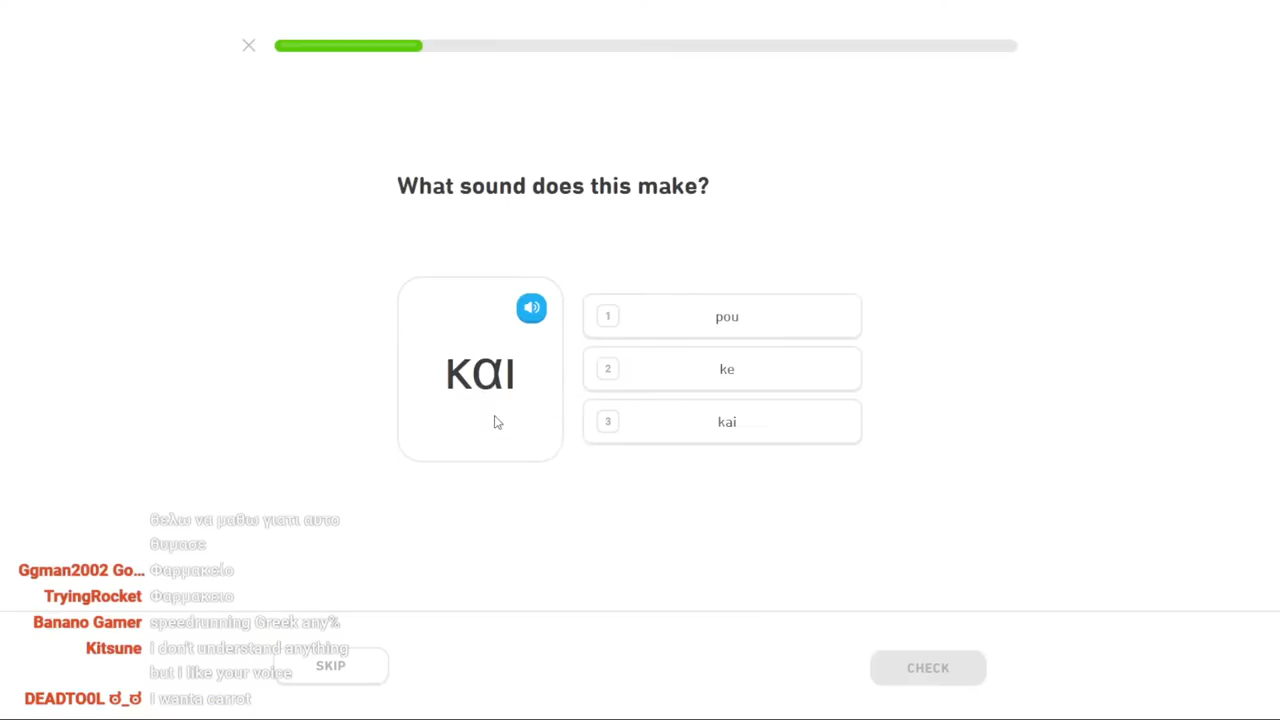 What sound does this make?
και
1 pou
2 ke
3 kai
θελω να μαθω γιατι αυτο
θυμασε
Ggman2002 Go... Φαρμακείο
TryingRocket Φαρμακειο
Banano Gamer speedrunning Greek any%
Kitsune I don't understand anything
but i like your voice
SKIP
CHECK
DEADTO0L ಠ_ಠ I wanta carrot